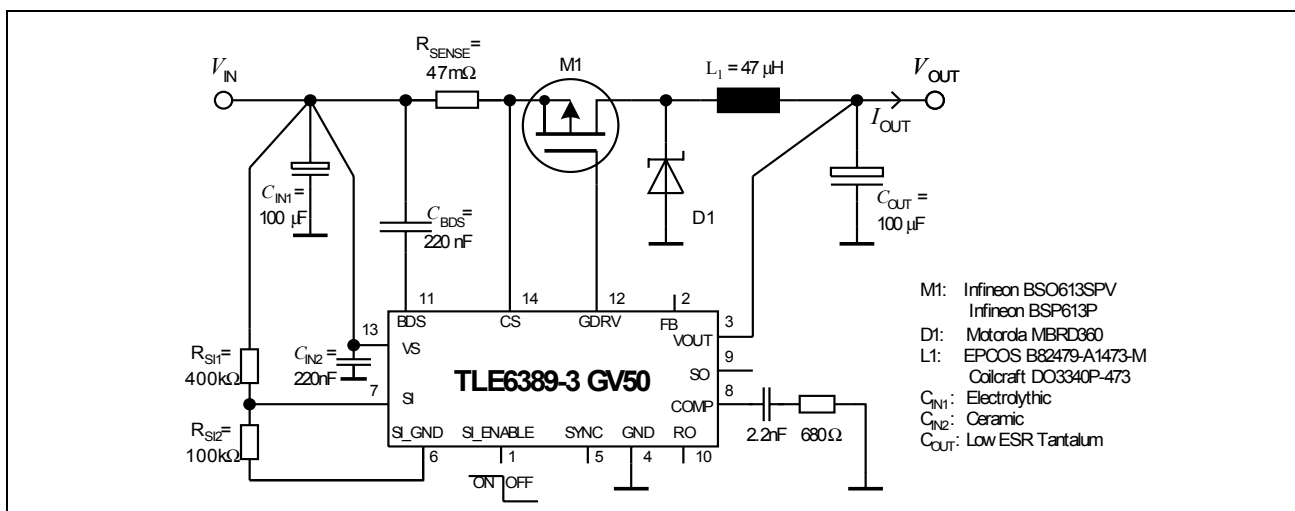 R_SENSE=
47mΩ
M1
L₁ = 47 µH
V_IN
V_OUT
I_OUT
C_IN1=
100 µF
C_BDS=
220 nF
D1
C_OUT=
100 µF
11
14
12
2
BDS
CS
GDRV
FB
13
VS
VOUT
3
R_SI1=
400kΩ
C_IN2=
220nF
TLE6389-3 GV50
SO
9
7
SI
COMP
8
2.2nF
680Ω
R_SI2=
100kΩ
SI_GND
SI_ENABLE
SYNC
GND
RO
6
1
5
4
10
ON OFF
M1: Infineon BSO613SPV
Infineon BSP613P
D1: Motorola MBRD360
L1: EPCOS B82479-A1473-M
Coilcraft DO3340P-473
C_IN1: Electrolythic
C_IN2: Ceramic
C_OUT: Low ESR Tantalum